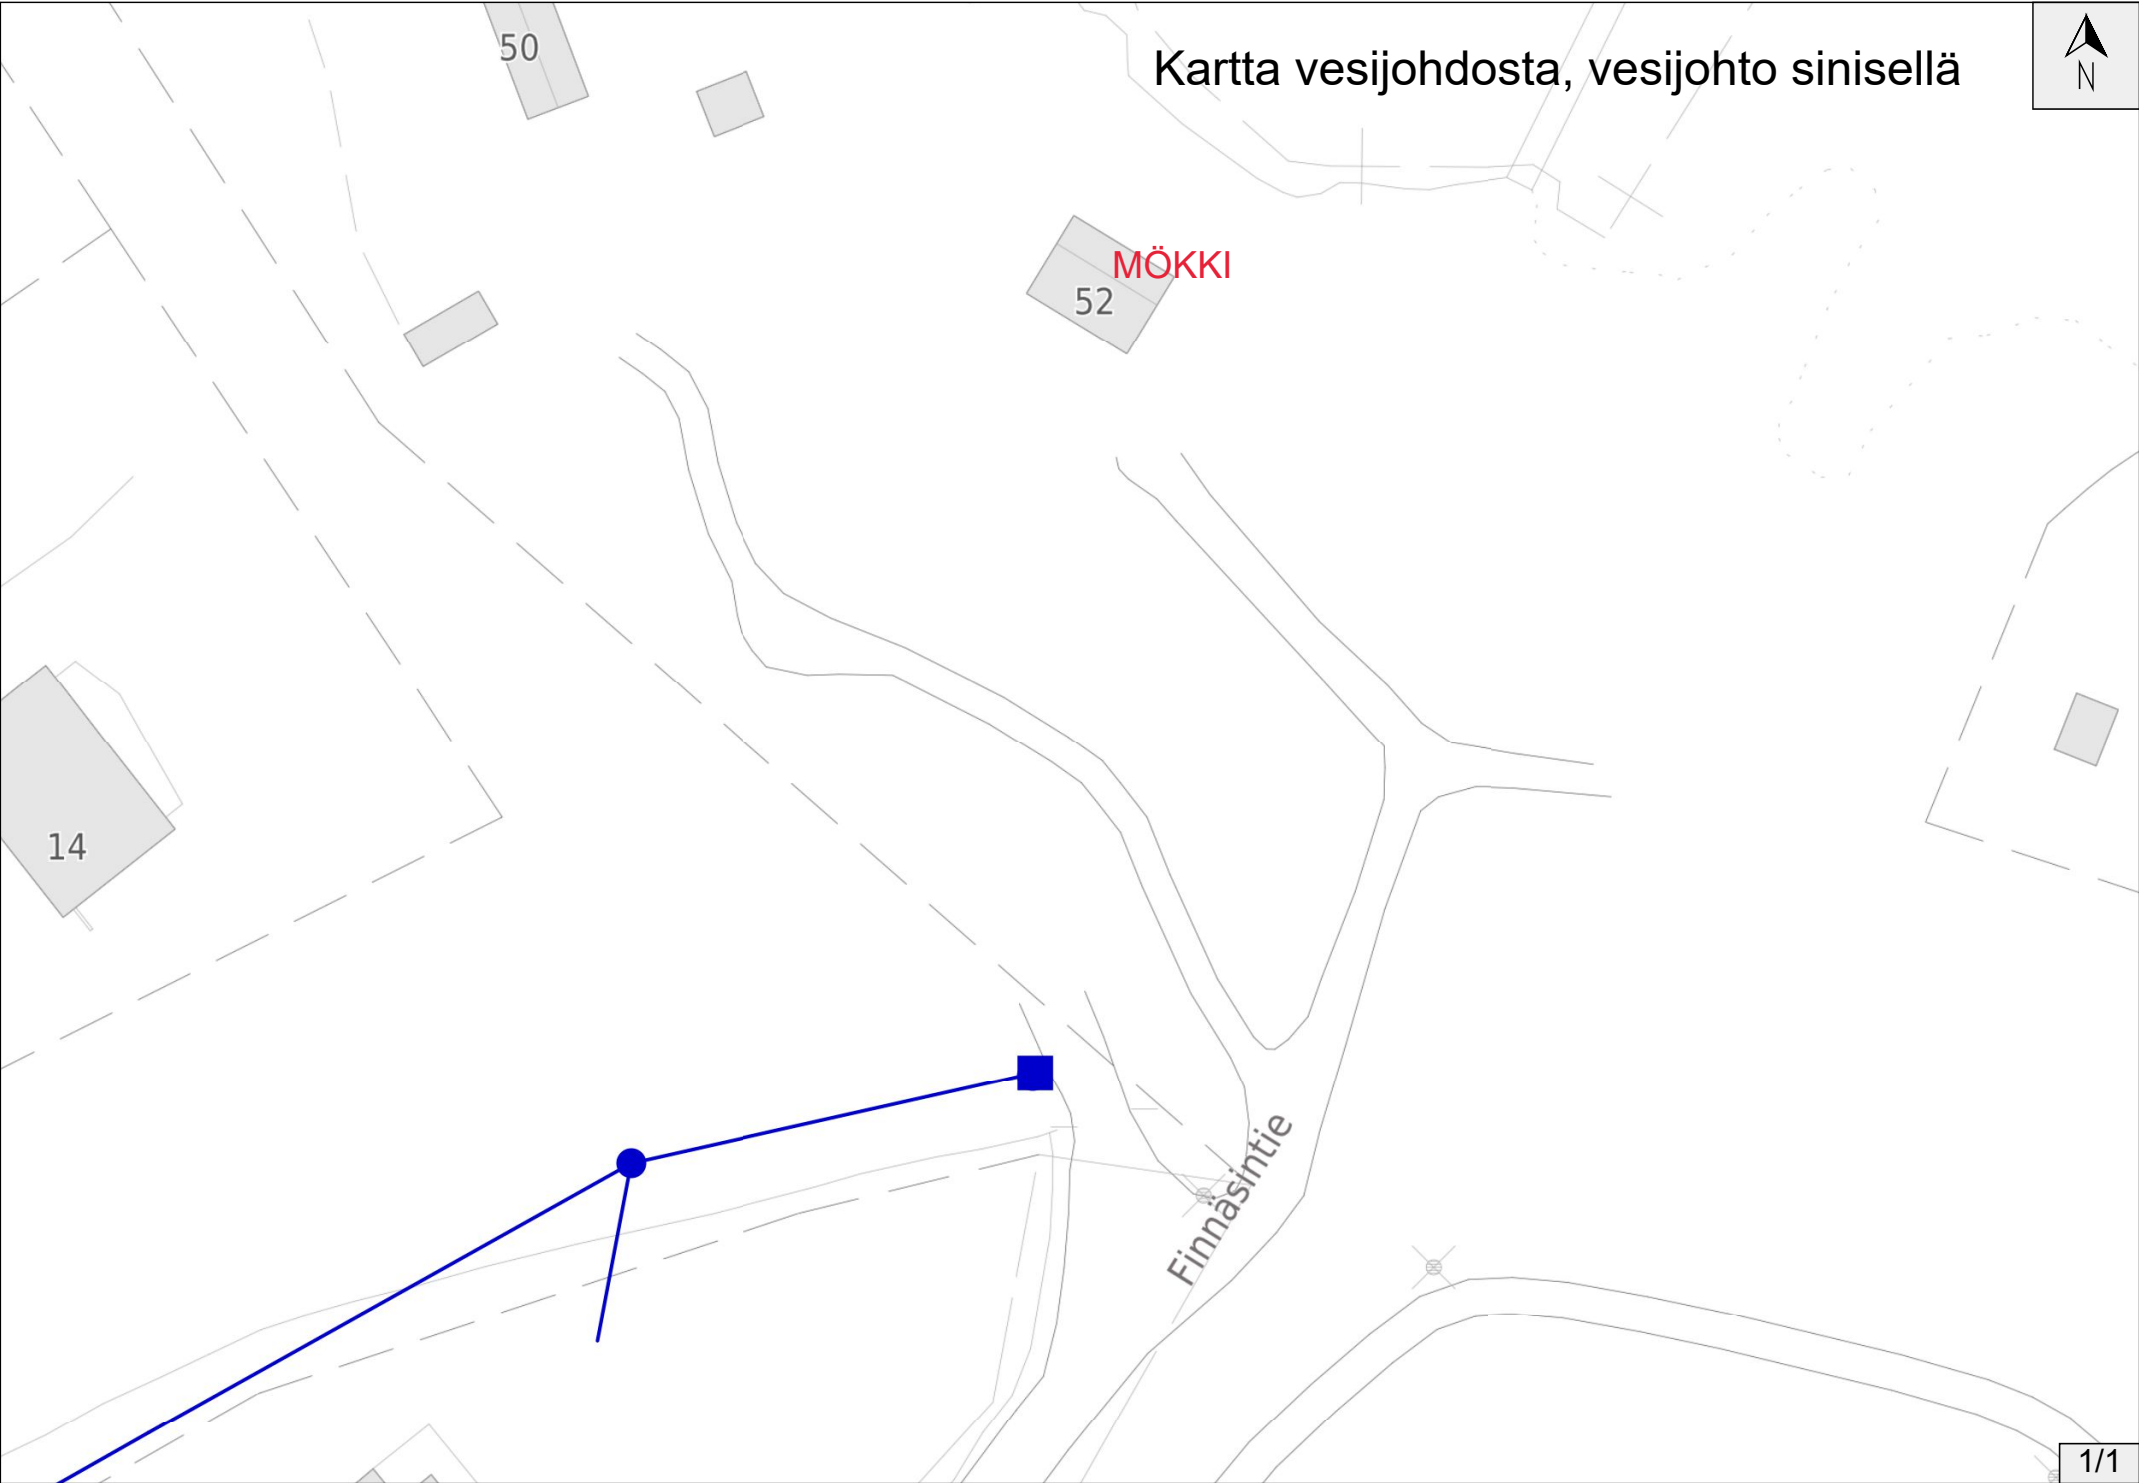 50
Kartta vesijohdosta, vesijohto sinisellä
N
MÖKKI
52
14
Finnäsintie
1/1